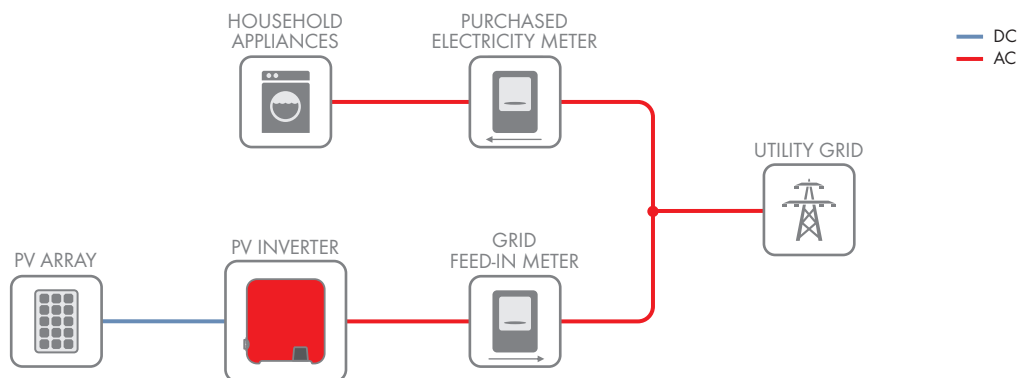 HOUSEHOLD
APPLIANCES
PURCHASED
ELECTRICITY METER
DC
AC
UTILITY GRID
PV ARRAY
PV INVERTER
GRID
FEED-IN METER